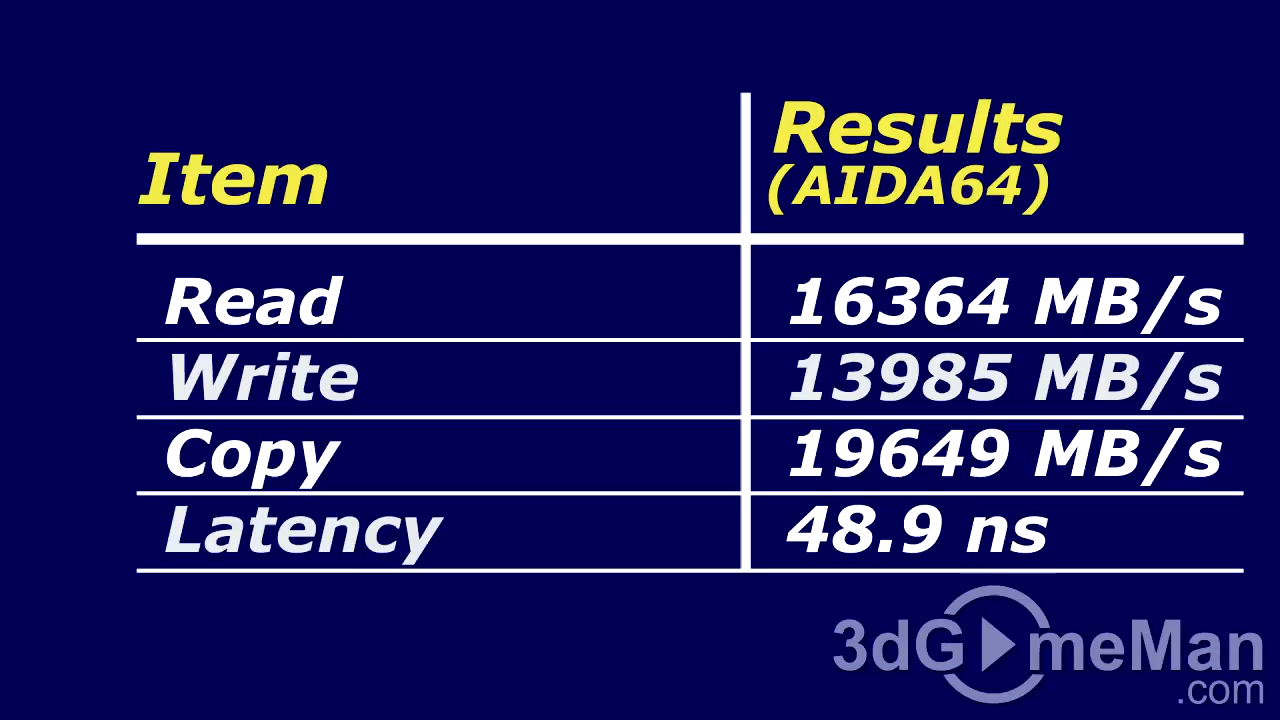 Item
Results
(AIDA64)
Read 16364 MB/s
Write 13985 MB/s
Copy 19649 MB/s
Latency 48.9 ns
3dGameMan
.com